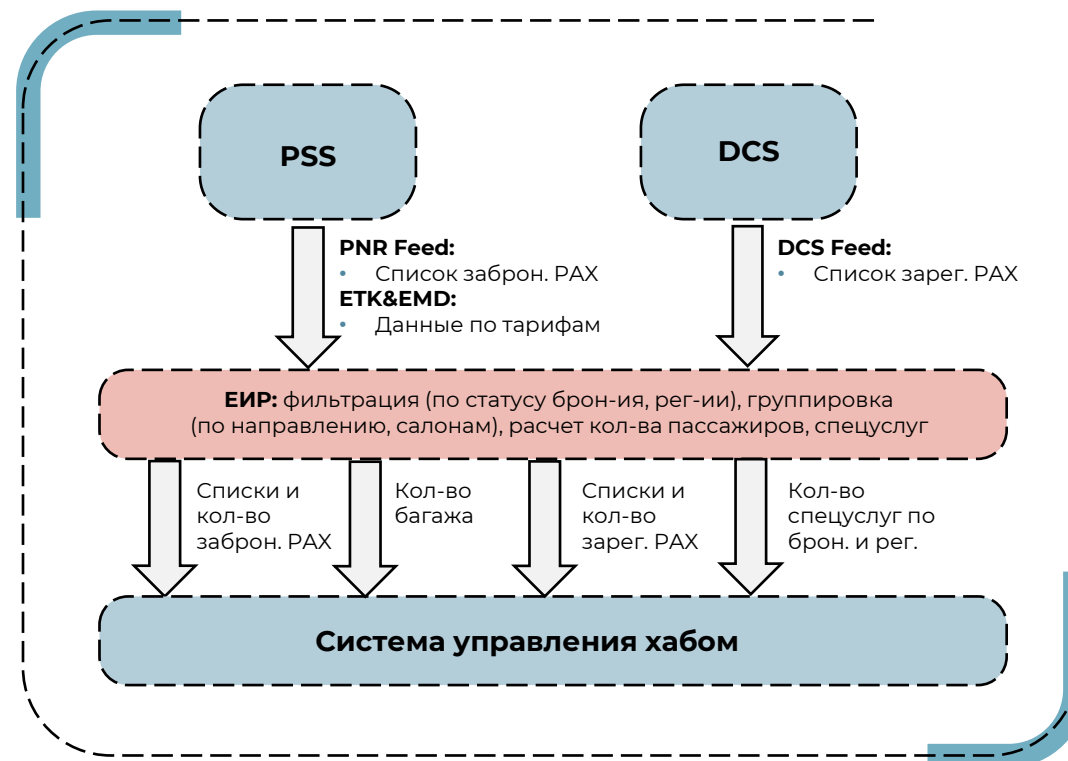 PSS
DCS
PNR Feed:
• Список заброн. PAX
ETK&EMD:
• Данные по тарифам
DCS Feed:
• Список зарег. PAX
ЕИР: фильтрация (по статусу брон-ия, рег-ии), группировка
(по направлению, салонам), расчет кол-ва пассажиров, спецуслуг
Списки и
кол-во
заброн. PAX
Кол-во
багажа
Списки и
кол-во
зарег. PAX
Кол-во
спецуслуг по
брон. и рег.
Система управления хабом